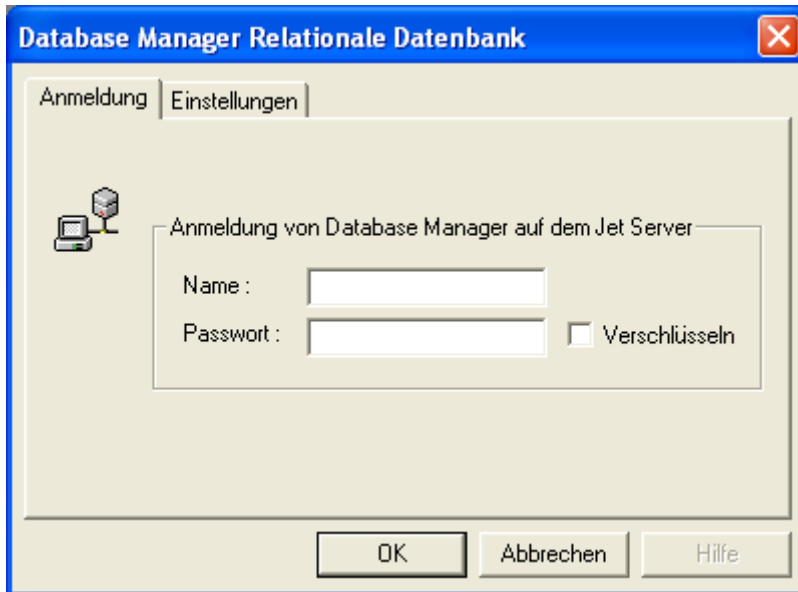 Database Manager Relationale Datenbank
Anmeldung Einstellungen
Anmeldung von Database Manager auf dem Jet Server
Name :
Passwort : Verschlüsseln
OK Abbrechen Hilfe